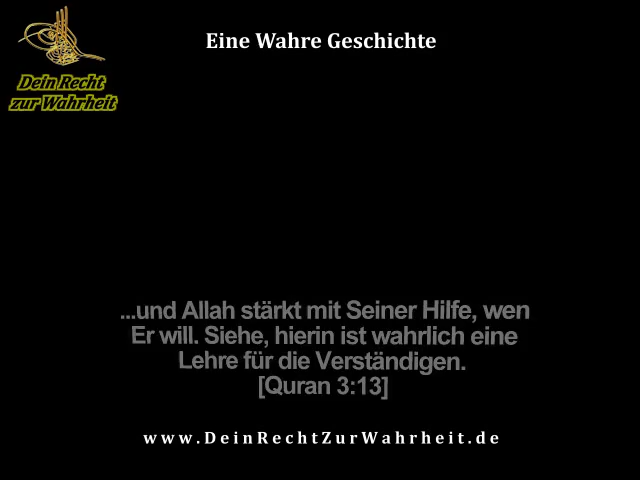 Eine Wahre Geschichte
Dein Recht
zur Wahrheit
...und Allah stärkt mit Seiner Hilfe, wen
Er will. Siehe, hierin ist wahrlich eine
Lehre für die Verständigen.
[Quran 3:13]
www.DeinRechtZurWahrheit.de